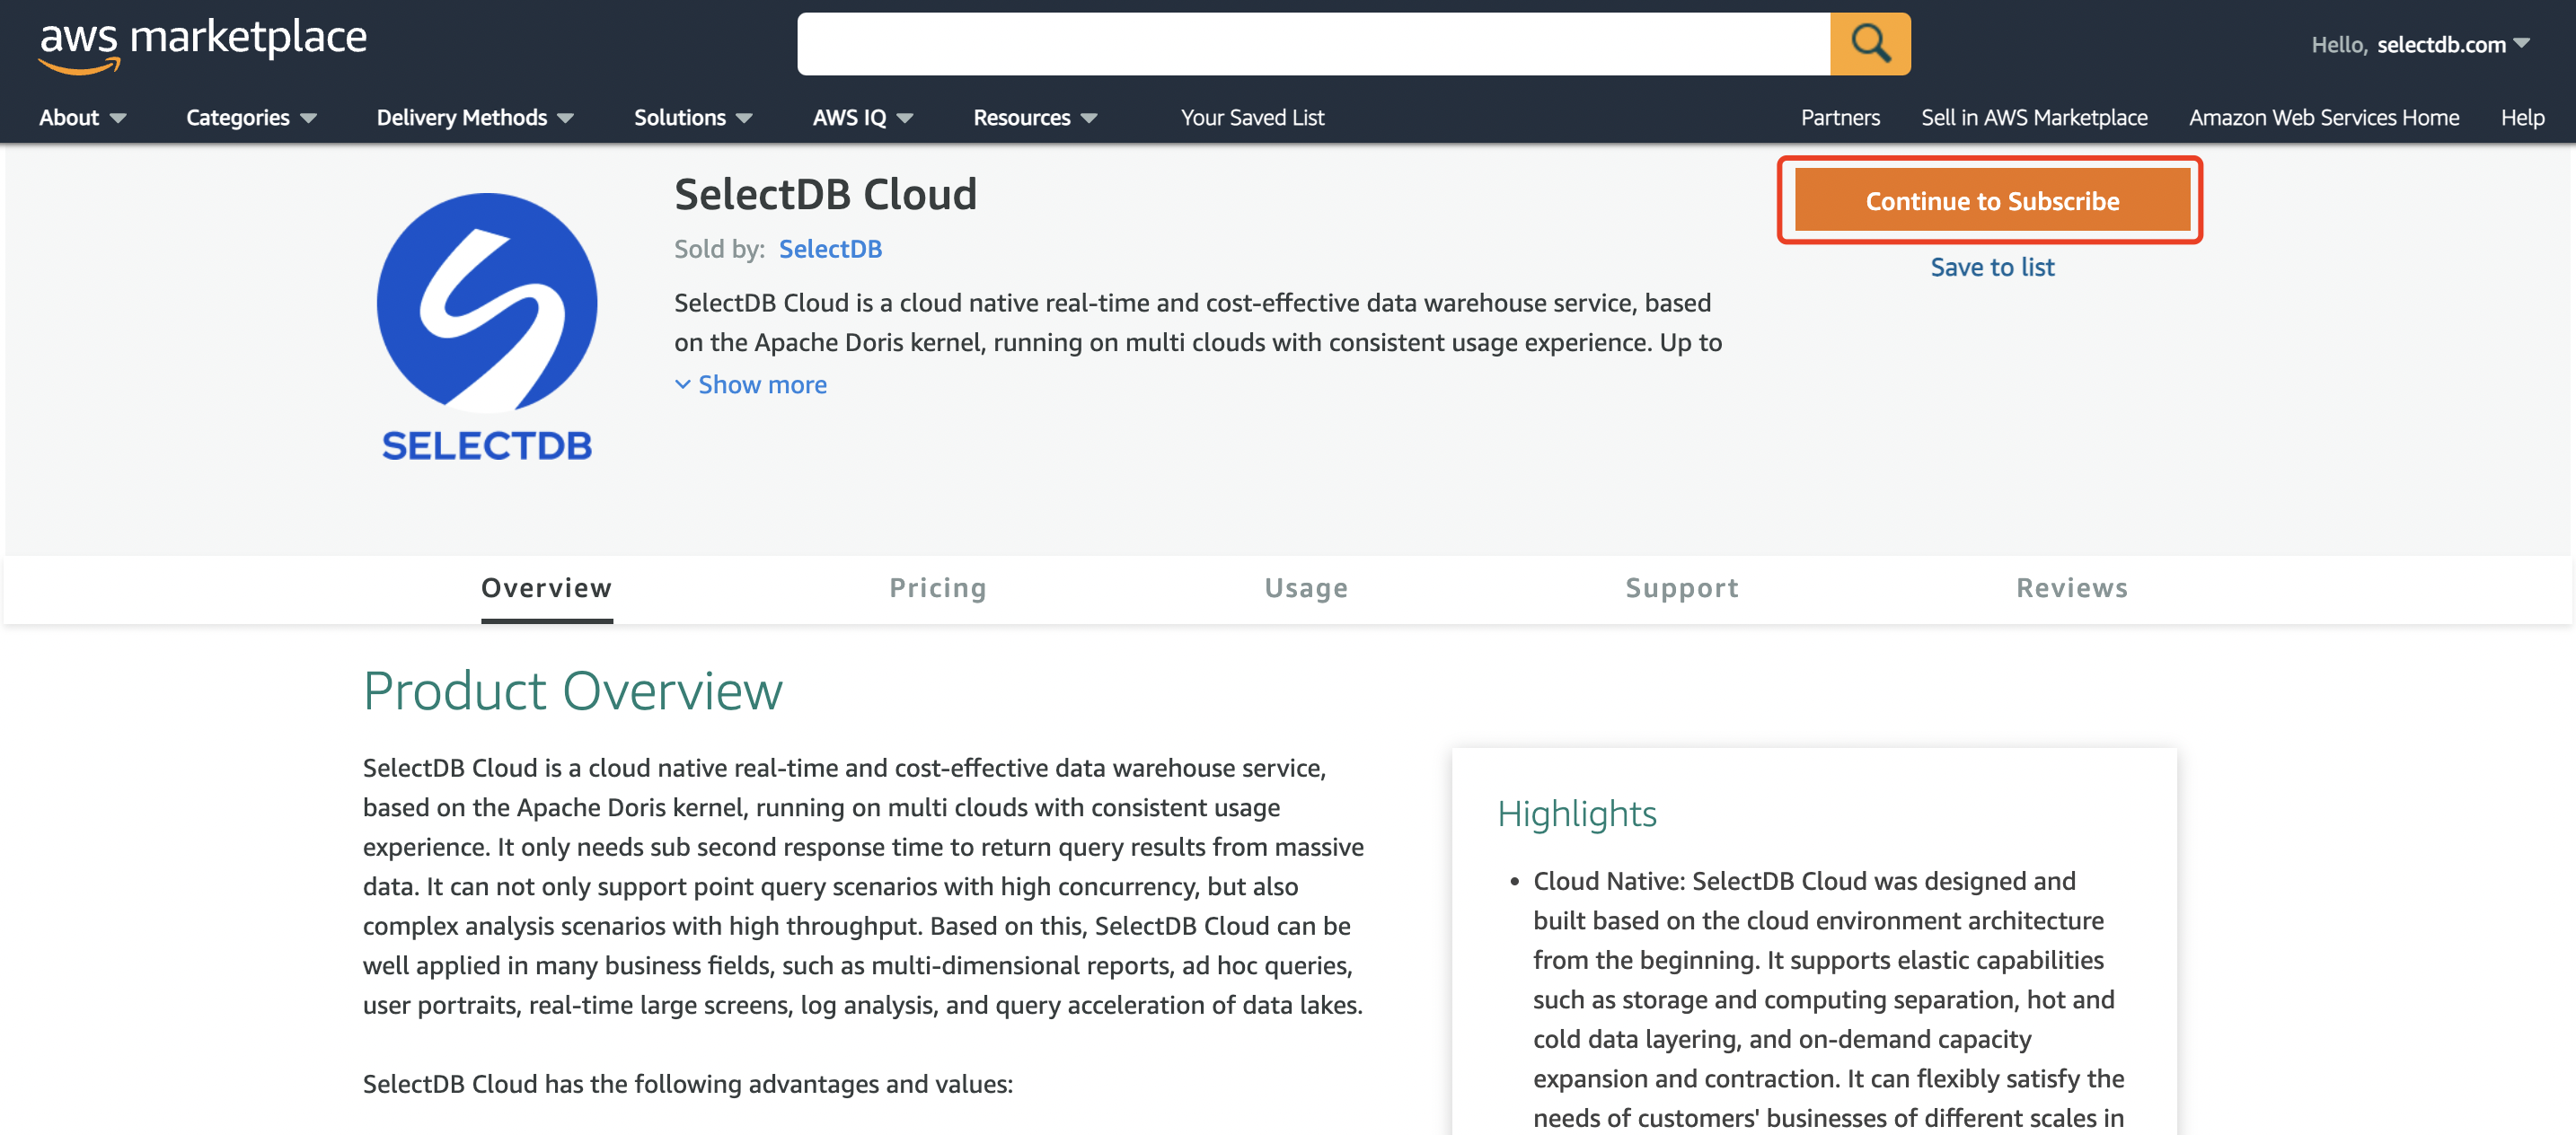 aws marketplace
Hello, selectdb.com
About
Categories
Delivery Methods
Solutions
AWS IQ
Resources
Your Saved List
Partners
Sell in AWS Marketplace
Amazon Web Services Home
Help
SELECTDB
SelectDB Cloud
Sold by: SelectDB
SelectDB Cloud is a cloud native real-time and cost-effective data warehouse service, based
on the Apache Doris kernel, running on multi clouds with consistent usage experience. Up to
Show more
Continue to Subscribe
Save to list
Overview
Pricing
Usage
Support
Reviews
Product Overview
SelectDB Cloud is a cloud native real-time and cost-effective data warehouse service,
based on the Apache Doris kernel, running on multi clouds with consistent usage
experience. It only needs sub second response time to return query results from massive
data. It can not only support point query scenarios with high concurrency, but also
complex analysis scenarios with high throughput. Based on this, SelectDB Cloud can be
well applied in many business fields, such as multi-dimensional reports, ad hoc queries,
user portraits, real-time large screens, log analysis, and query acceleration of data lakes.
SelectDB Cloud has the following advantages and values:
Highlights
• Cloud Native: SelectDB Cloud was designed and
built based on the cloud environment architecture
from the beginning. It supports elastic capabilities
such as storage and computing separation, hot and
cold data layering, and on-demand capacity
expansion and contraction. It can flexibly satisfy the
needs of customers' businesses of different scales in